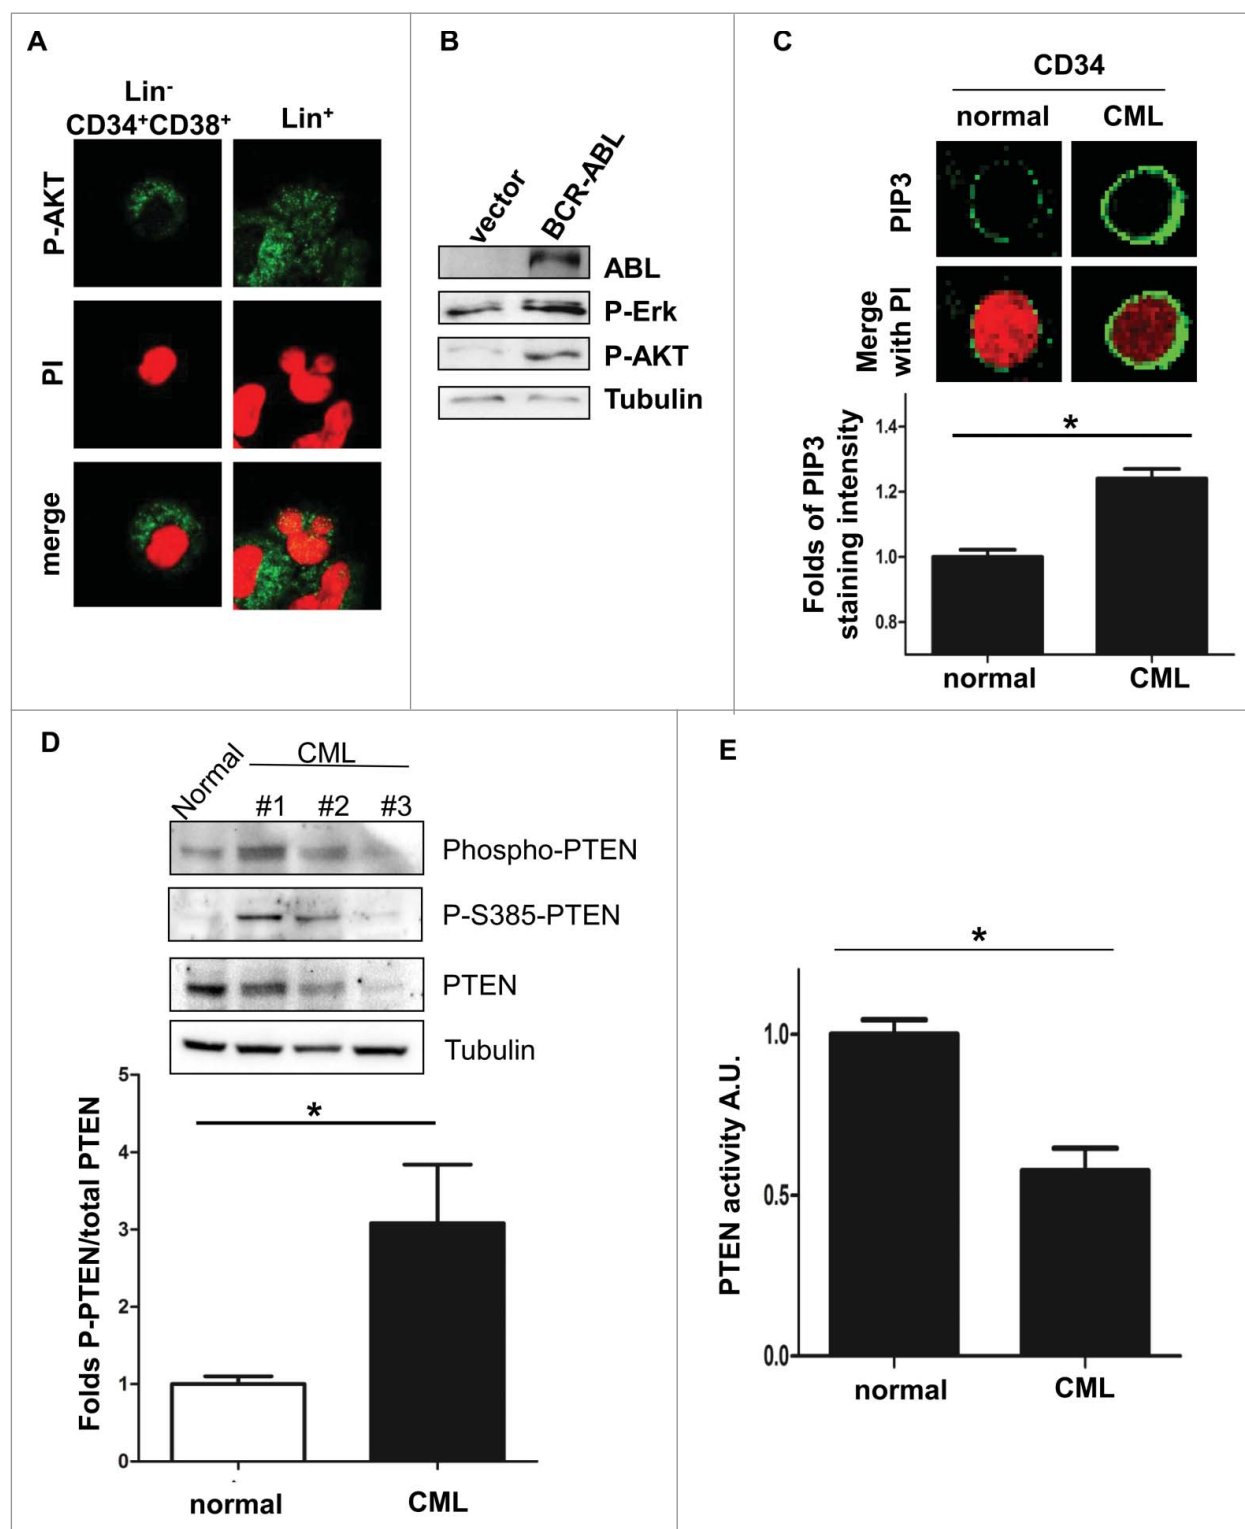 A
Lin⁻
CD34⁺CD38⁺
Lin⁺
P-AKT
PI
merge
B
vector
BCR-ABL
ABL
P-Erk
P-AKT
Tubulin
C
CD34
normal
CML
PIP3
Merge
with PI
Folds of PIP3
staining intensity
1.4
1.2
1.0
0.8
*
normal
CML
D
Normal
CML
#1
#2
#3
Phospho-PTEN
P-S385-PTEN
PTEN
Tubulin
Folds P-PTEN/total PTEN
5
4
3
2
1
0
*
normal
CML
E
PTEN activity A.U.
1.0
0.5
0.0
*
normal
CML